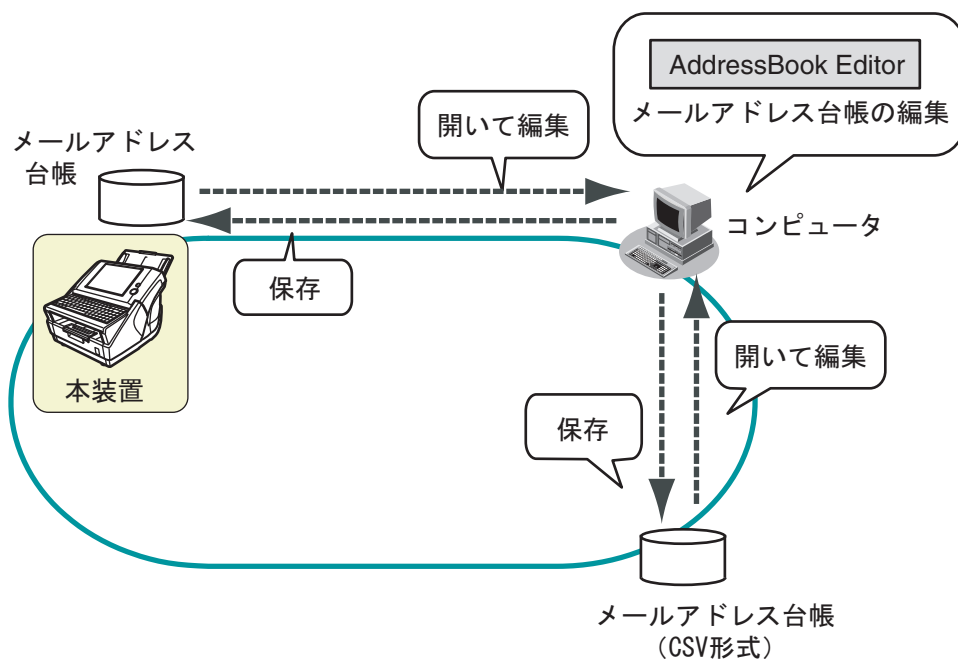 AddressBook Editor
メールアドレス台帳の編集
開いて編集
メールアドレス
台帳
コンピュータ
保存
本装置
開いて編集
保存
メールアドレス台帳
（CSV形式）